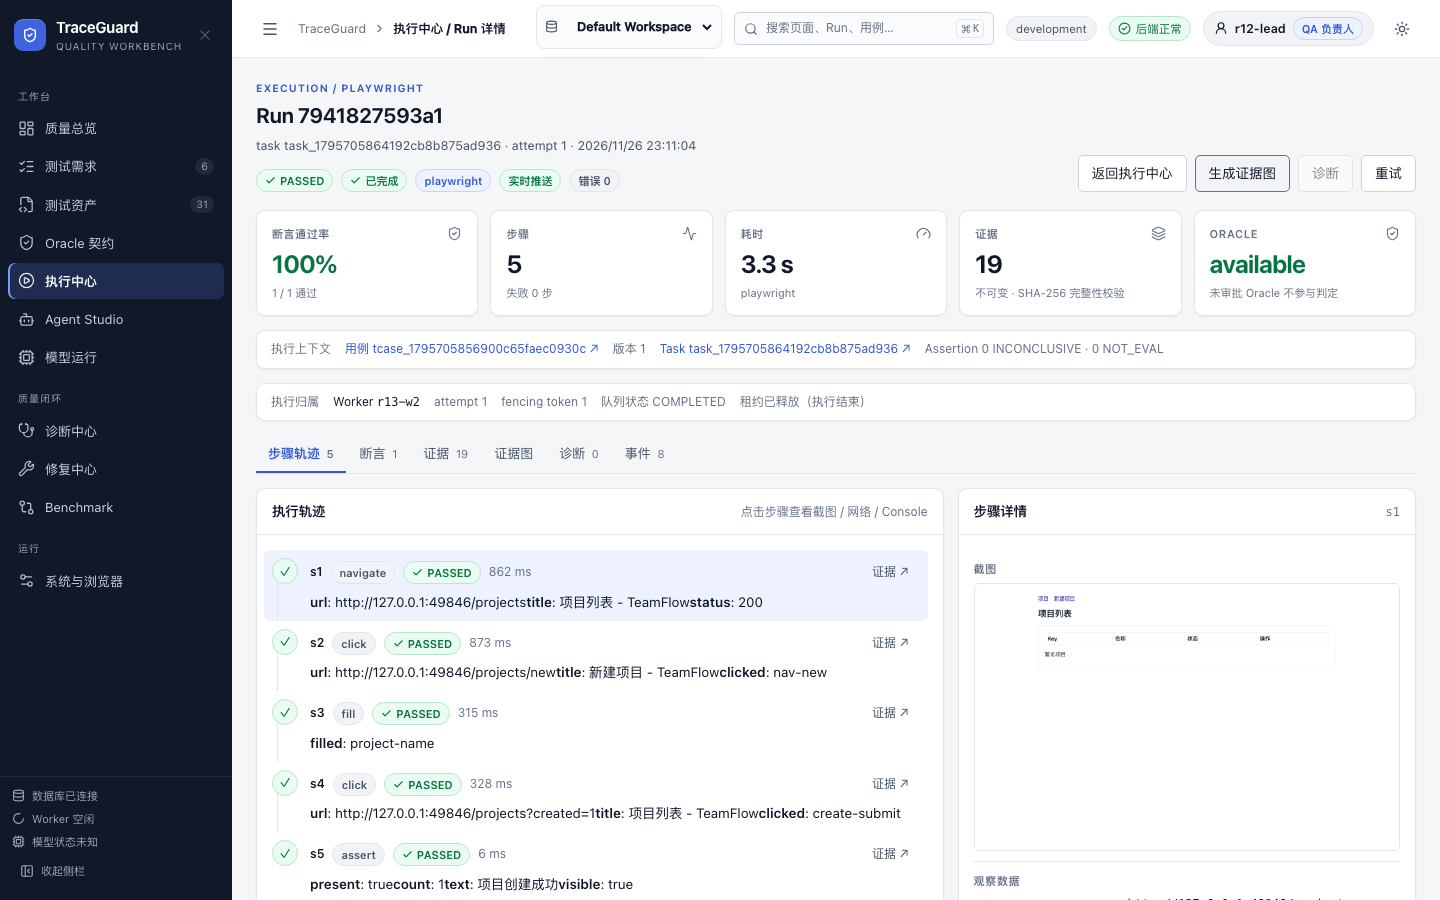 TraceGuard
QUALITY WORKBENCH
工作台
质量总览
测试需求 6
测试资产 31
Oracle 契约
执行中心
Agent Studio
模型运行
质量闭环
诊断中心
修复中心
Benchmark
运行
系统与浏览器
数据库已连接
Worker 空闲
模型状态未知
收起侧栏
TraceGuard > 执行中心 / Run 详情
Default Workspace
搜索页面、Run、用例... ⌘K
development
后端正常
r12-lead QA 负责人
EXECUTION / PLAYWRIGHT
Run 7941827593a1
task task_1795705864192cb8b875ad936 · attempt 1 · 2026/11/26 23:11:04
PASSED 已完成 playwright 实时推送 错误 0
返回执行中心 生成证据图 诊断 重试
断言通过率
100%
1 / 1 通过
步骤
5
失败 0 步
耗时
3.3 s
playwright
证据
19
不可变 · SHA-256 完整性校验
ORACLE
available
未审批 Oracle 不参与判定
执行上下文 用例 tcase_1795705856900c65faec0930c ↗ 版本 1 Task task_1795705864192cb8b875ad936 ↗ Assertion 0 INCONCLUSIVE · 0 NOT_EVAL
执行归属 Worker r13-w2 attempt 1 fencing token 1 队列状态 COMPLETED 租约已释放（执行结束）
步骤轨迹 5 断言 1 证据 19 证据图 诊断 0 事件 8
执行轨迹 点击步骤查看截图 / 网络 / Console
s1 navigate PASSED 862 ms 证据 ↗
url: http://127.0.0.1:49846/projectstitle: 项目列表 - TeamFlowstatus: 200
s2 click PASSED 873 ms 证据 ↗
url: http://127.0.0.1:49846/projects/newtitle: 新建项目 - TeamFlowclicked: nav-new
s3 fill PASSED 315 ms 证据 ↗
filled: project-name
s4 click PASSED 328 ms 证据 ↗
url: http://127.0.0.1:49846/projects?created=1title: 项目列表 - TeamFlowclicked: create-submit
s5 assert PASSED 6 ms 证据 ↗
present: truecount: 1text: 项目创建成功visible: true
步骤详情 s1
截图
项目 新建项目
项目列表
Key 名称 状态 操作
暂无项目
观察数据